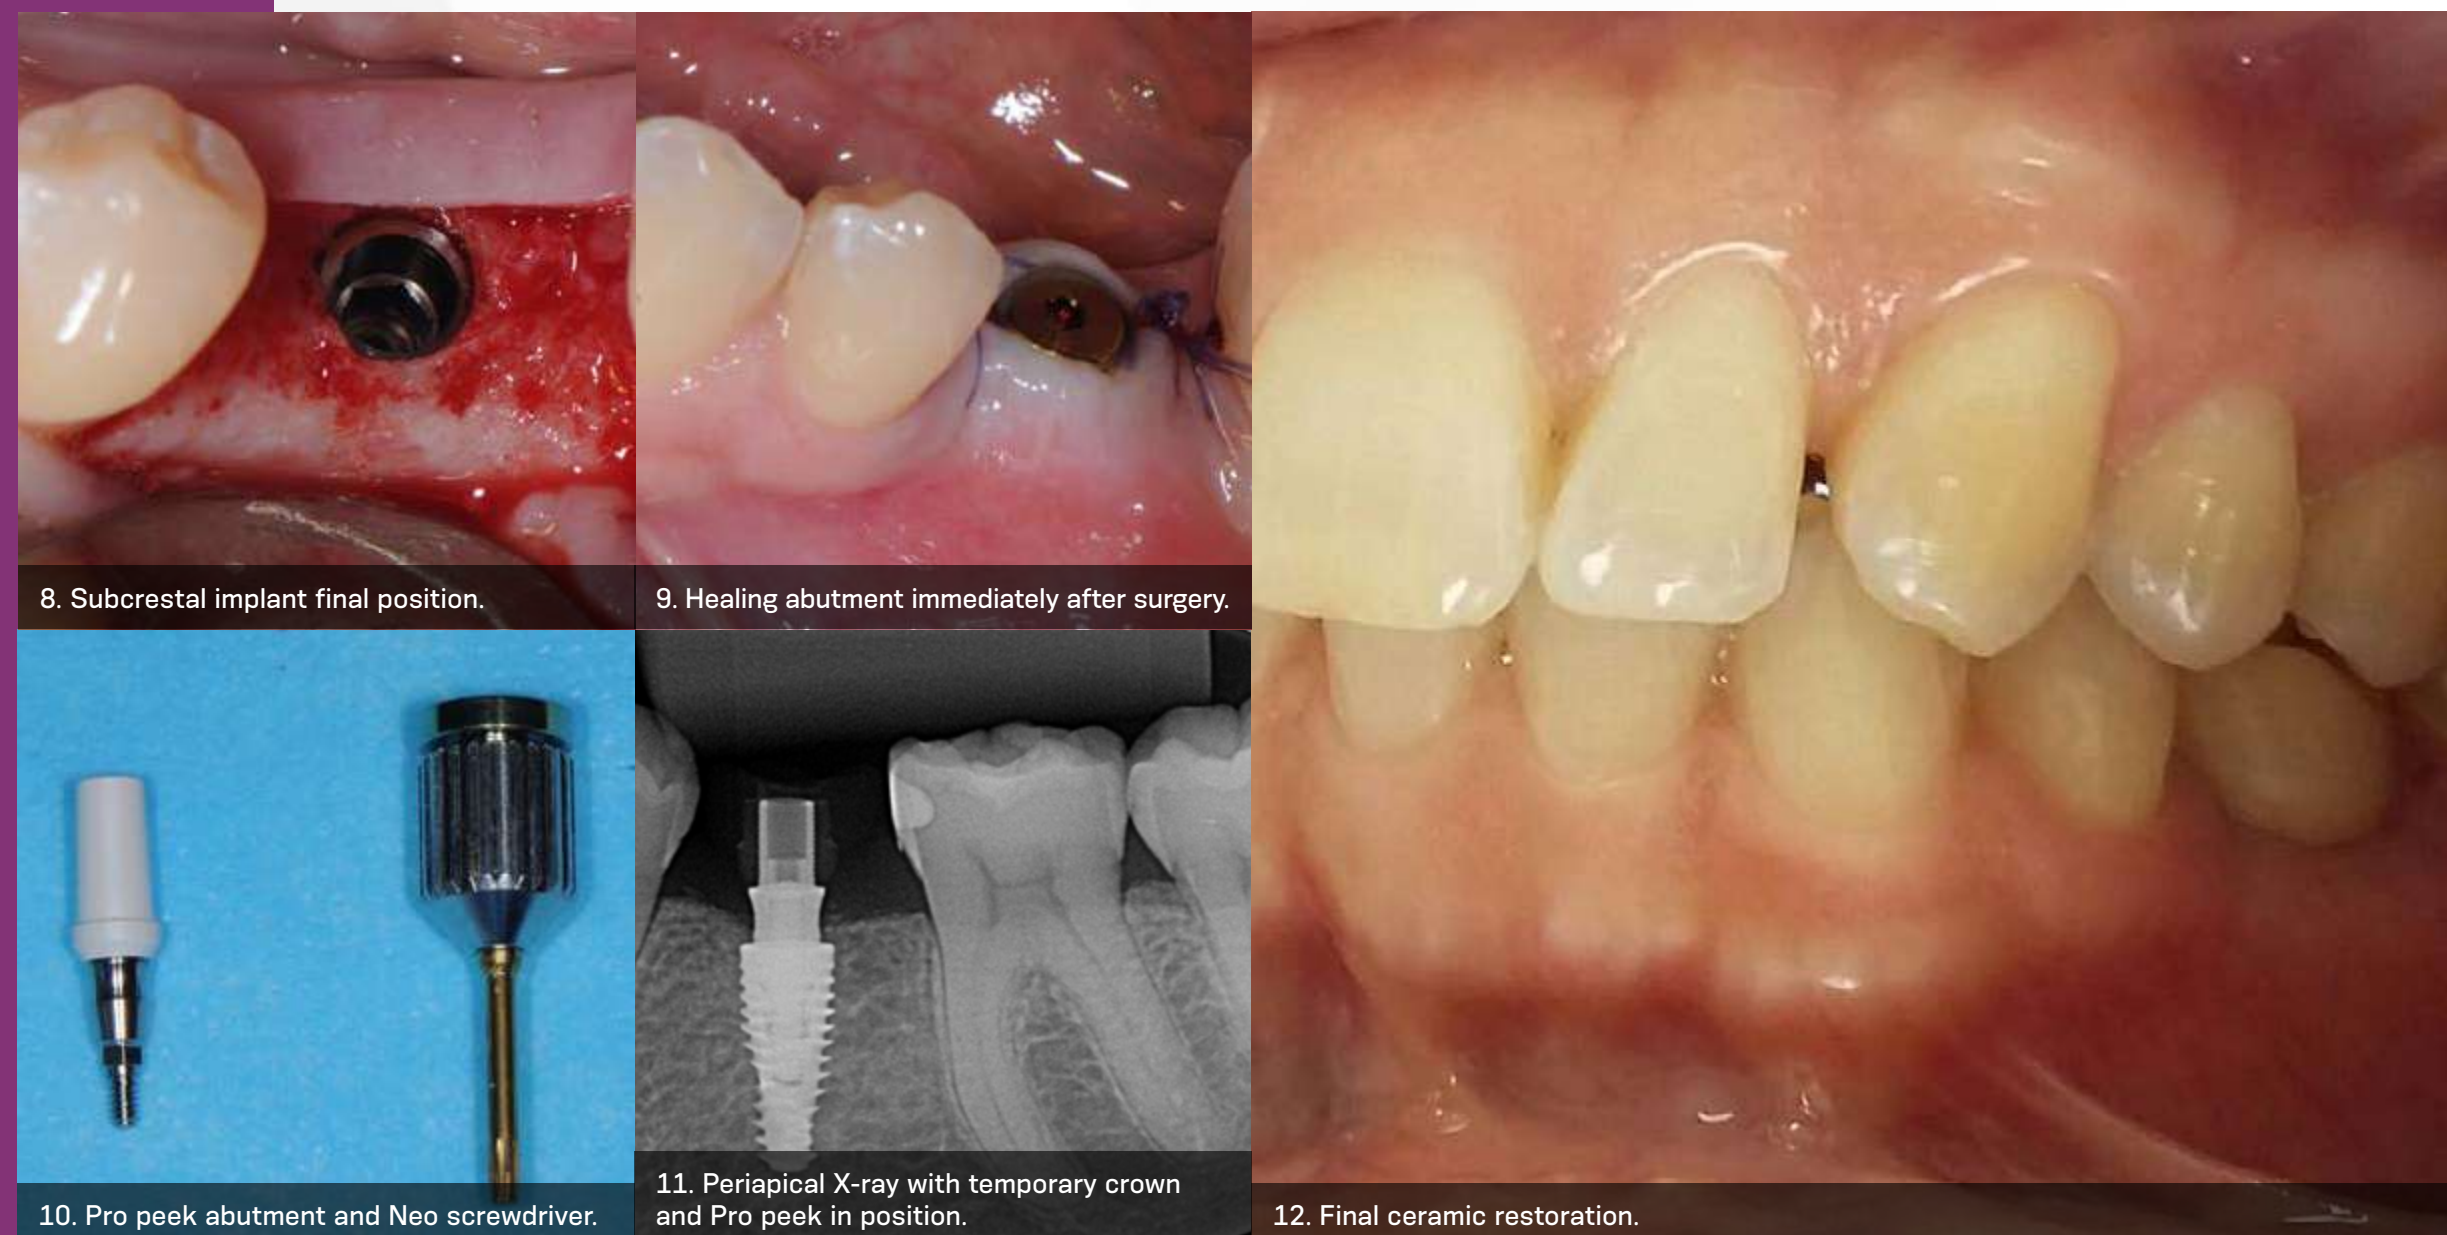 8. Subcrestal implant final position.
9. Healing abutment immediately after surgery.
10. Pro peek abutment and Neo screwdriver.
11. Periapical X-ray with temporary crown
and Pro peek in position.
12. Final ceramic restoration.